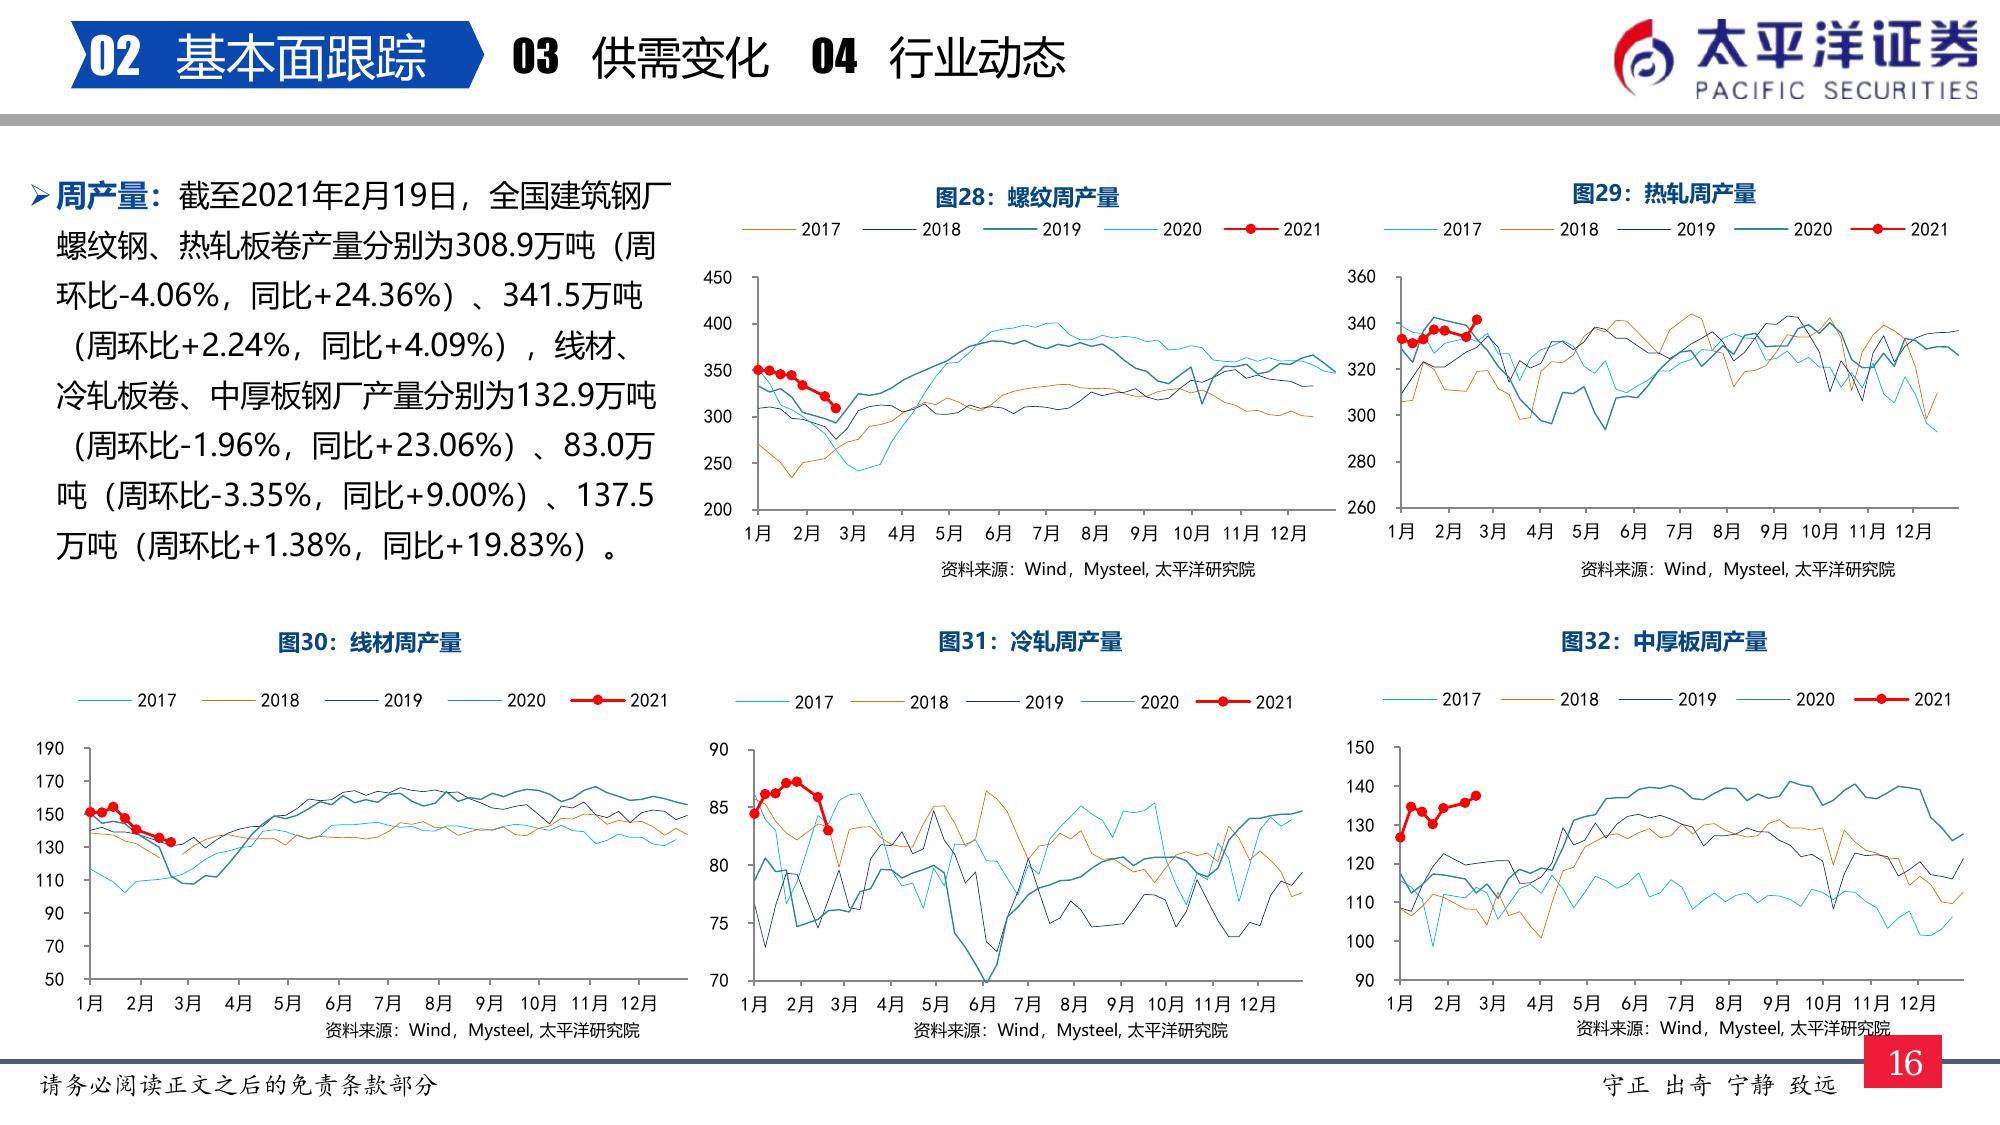 02 基本面跟踪 03 供需变化 04 行业动态
太平洋证券
PACIFIC SECURITIES
➢周产量：截至2021年2月19日，全国建筑钢厂
螺纹钢、热轧板卷产量分别为308.9万吨（周
环比-4.06%，同比+24.36%）、341.5万吨
（周环比+2.24%，同比+4.09%），线材、
冷轧板卷、中厚板钢厂产量分别为132.9万吨
（周环比-1.96%，同比+23.06%）、83.0万
吨（周环比-3.35%，同比+9.00%）、137.5
万吨（周环比+1.38%，同比+19.83%）。
图28：螺纹周产量
2017 2018 2019 2020 2021
450
400
350
300
250
200
1月 2月 3月 4月 5月 6月 7月 8月 9月 10月 11月 12月
资料来源：Wind，Mysteel, 太平洋研究院
图29：热轧周产量
2017 2018 2019 2020 2021
360
340
320
300
280
260
1月 2月 3月 4月 5月 6月 7月 8月 9月 10月 11月 12月
资料来源：Wind，Mysteel, 太平洋研究院
图30：线材周产量
2017 2018 2019 2020 2021
190
170
150
130
110
90
70
50
1月 2月 3月 4月 5月 6月 7月 8月 9月 10月 11月 12月
资料来源：Wind，Mysteel, 太平洋研究院
图31：冷轧周产量
2017 2018 2019 2020 2021
90
85
80
75
70
1月 2月 3月 4月 5月 6月 7月 8月 9月 10月 11月 12月
资料来源：Wind，Mysteel, 太平洋研究院
图32：中厚板周产量
2017 2018 2019 2020 2021
150
140
130
120
110
100
90
1月 2月 3月 4月 5月 6月 7月 8月 9月 10月 11月 12月
资料来源：Wind，Mysteel, 太平洋研究院
请务必阅读正文之后的免责条款部分
守正 出奇 宁静 致远
16